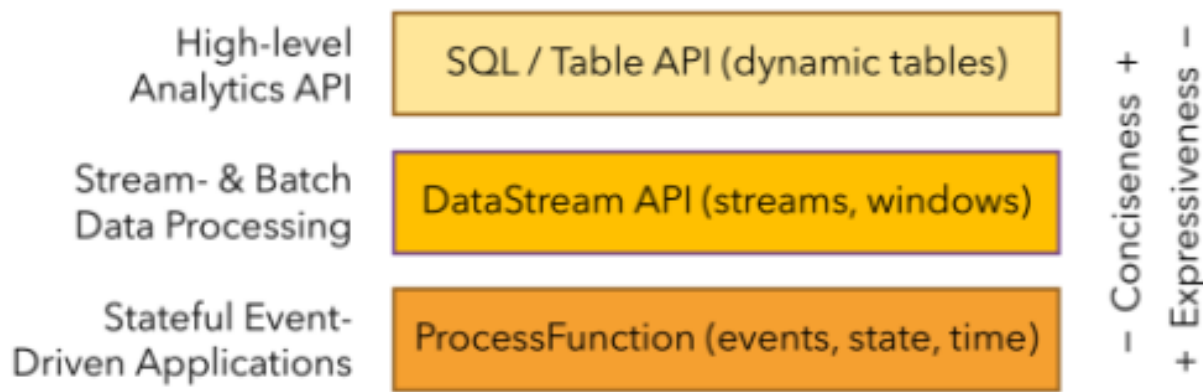 High-level
Analytics API
SQL / Table API (dynamic tables)
Stream- & Batch
Data Processing
DataStream API (streams, windows)
Stateful Event-
Driven Applications
ProcessFunction (events, state, time)
– Conciseness +
+ Expressiveness –